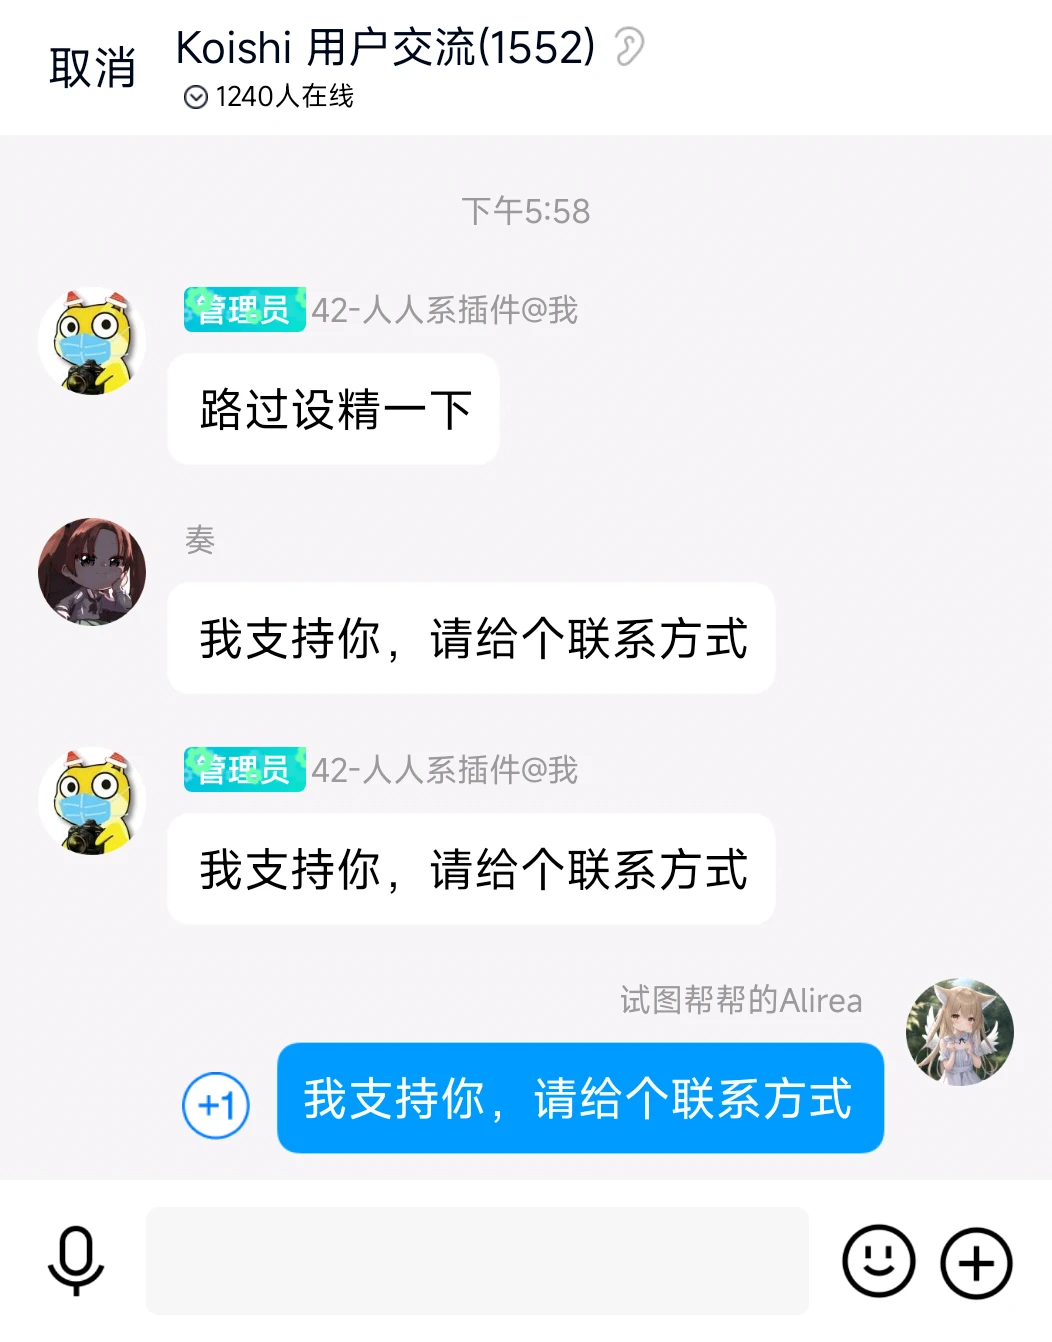 取消
Koishi 用户交流(1552)
1240人在线
下午5:58
管理员 42-人人系插件@我
路过设精一下
奏
我支持你，请给个联系方式
管理员 42-人人系插件@我
我支持你，请给个联系方式
试图帮帮的Alirea
+1 我支持你，请给个联系方式